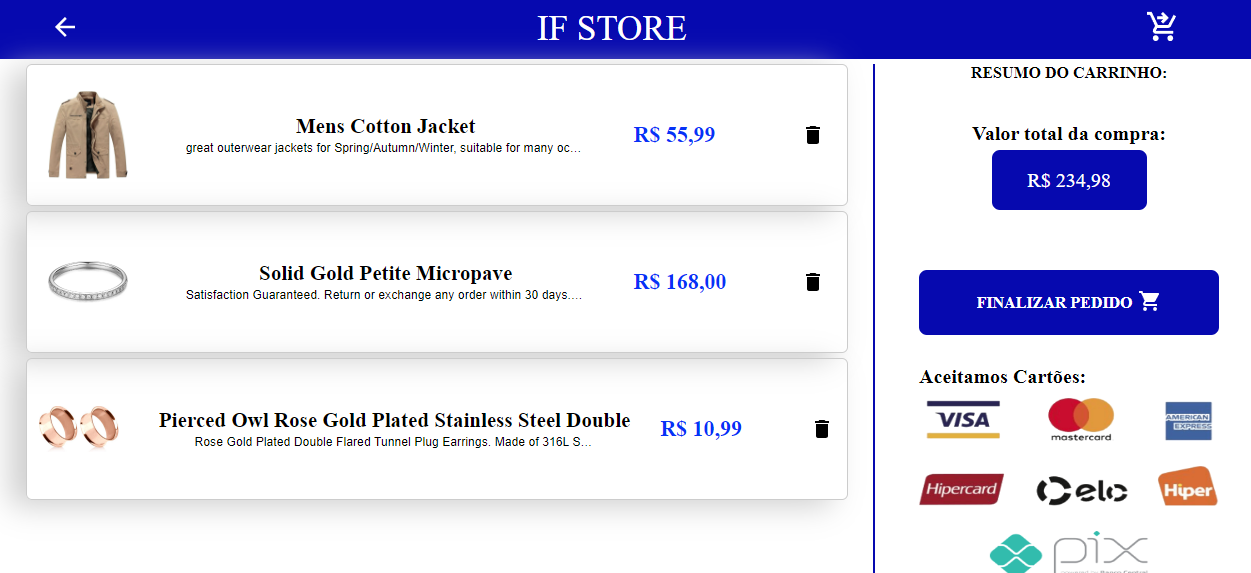 IF STORE
Mens Cotton Jacket
great outerwear jackets for Spring/Autumn/Winter, suitable for many oc...
R$ 55,99
Solid Gold Petite Micropave
Satisfaction Guaranteed. Return or exchange any order within 30 days....
R$ 168,00
Pierced Owl Rose Gold Plated Stainless Steel Double
Rose Gold Plated Double Flared Tunnel Plug Earrings. Made of 316L S...
R$ 10,99
RESUMO DO CARRINHO:
Valor total da compra:
R$ 234,98
FINALIZAR PEDIDO
Aceitamos Cartões:
VISA
mastercard
AMERICAN
EXPRESS
Hipercard
elo
Hiper
pix